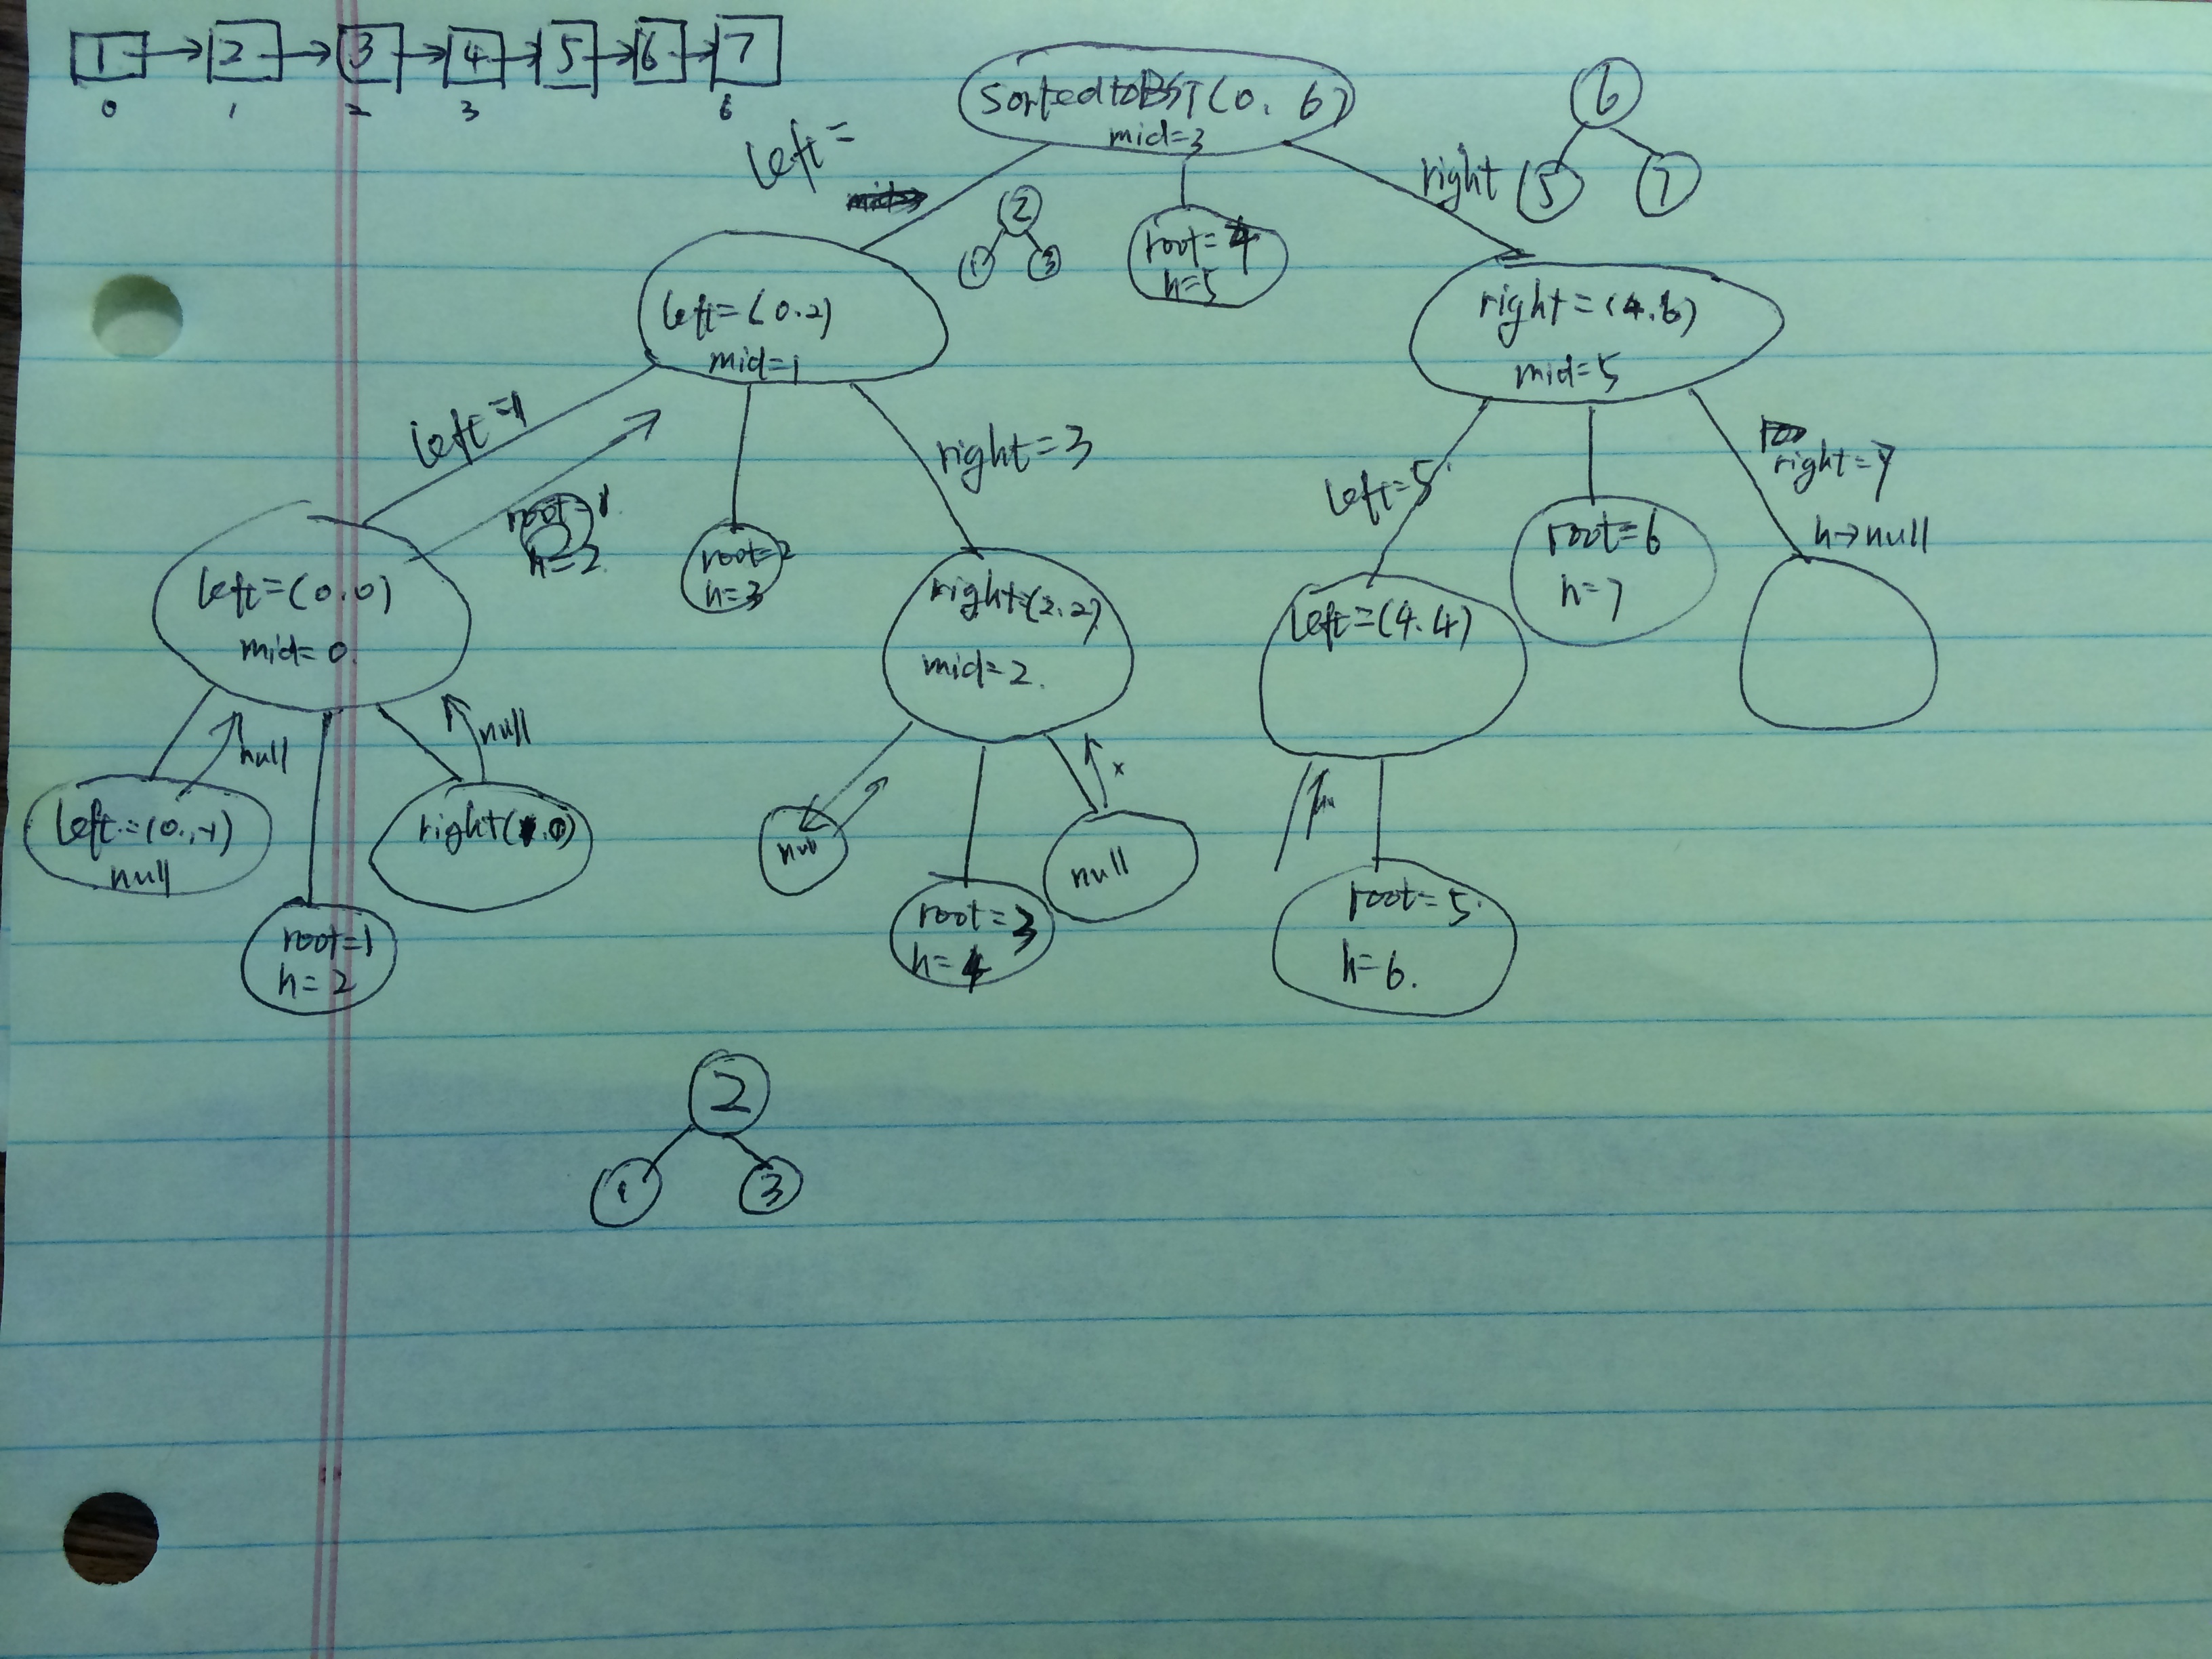 1 2 3 4 5 6 7
0 1 2 3 6
SortedtoBST(0, 6)
mid=3
left=
right
6
5 7
2
1 3
root=4
h=5
left=(0.2)
mid=1
right=(4.6)
mid=5
left=1
right=3
left=5
right=7
h→null
root=1
h=2
root=2
h=3
root=6
h=7
left=(0.0)
mid=0.
right=(2.2)
mid=2.
left=(4.4)
null
null
x
left=(0,-1)
null
right(1.0)
null
null
root=1
h=2
root=3
h=4
root=5
h=6.
2
1 3